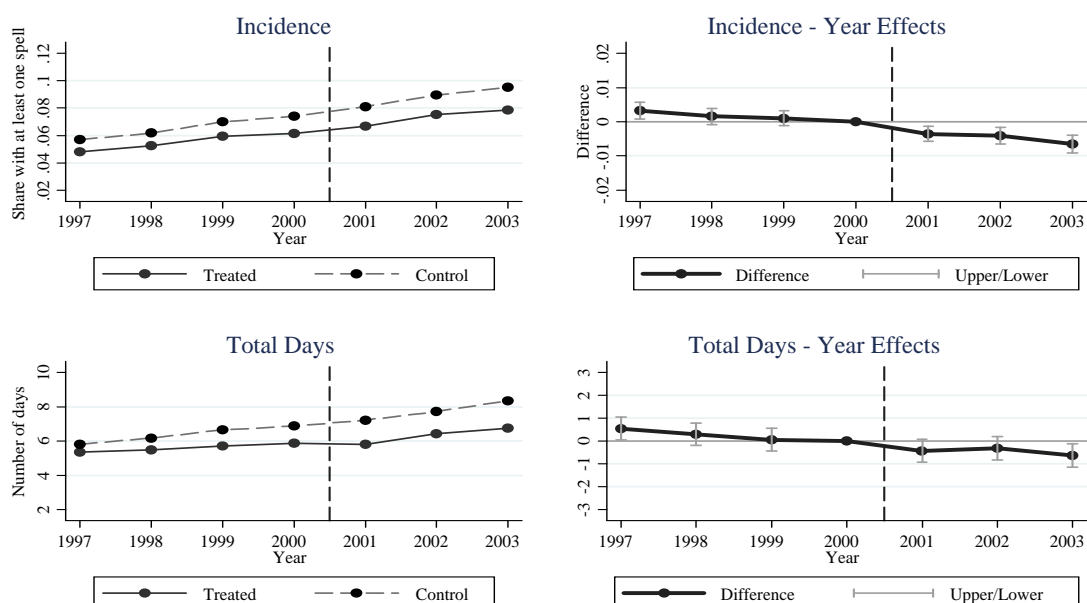 Incidence
Share with at least one spell
.02 .04 .06 .08 .1 .12
1997 1998 1999 2000 2001 2002 2003
Year
Treated Control
Incidence - Year Effects
Difference
-.02 -.01 0 .01 .02
1997 1998 1999 2000 2001 2002 2003
Year
Difference Upper/Lower
Total Days
Number of days
2 4 6 8 10
1997 1998 1999 2000 2001 2002 2003
Year
Treated Control
Total Days - Year Effects
-3 -2 -1 0 1 2 3
1997 1998 1999 2000 2001 2002 2003
Year
Difference Upper/Lower